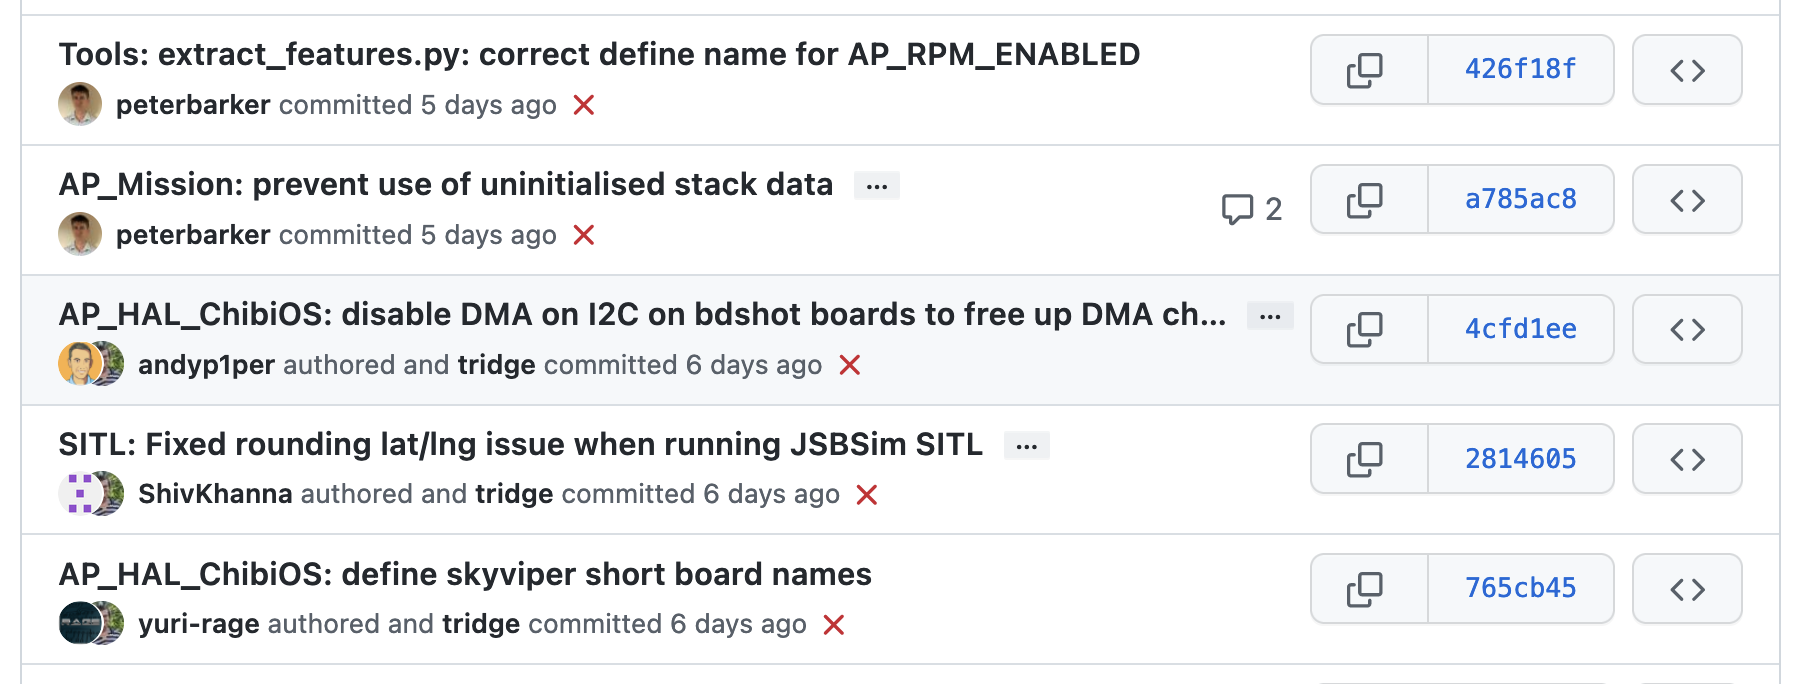 Tools: extract_features.py: correct define name for AP_RPM_ENABLED
426f18f
peterbarker committed 5 days ago
AP_Mission: prevent use of uninitialised stack data ...
2
a785ac8
peterbarker committed 5 days ago
AP_HAL_ChibiOS: disable DMA on I2C on bdshot boards to free up DMA ch... ...
4cfd1ee
andyp1per authored and tridge committed 6 days ago
SITL: Fixed rounding lat/lng issue when running JSBSim SITL ...
2814605
ShivKhanna authored and tridge committed 6 days ago
AP_HAL_ChibiOS: define skyviper short board names
765cb45
RAGE
yuri-rage authored and tridge committed 6 days ago